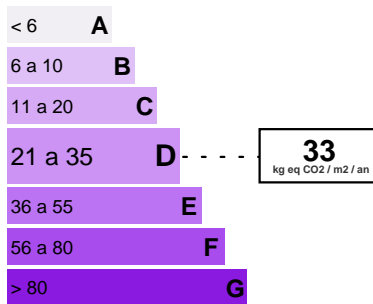 < 6 A
6 a 10 B
11 a 20 C
21 a 35 D
33
kg eq CO2 / m2 / an
36 a 55 E
56 a 80 F
> 80 G